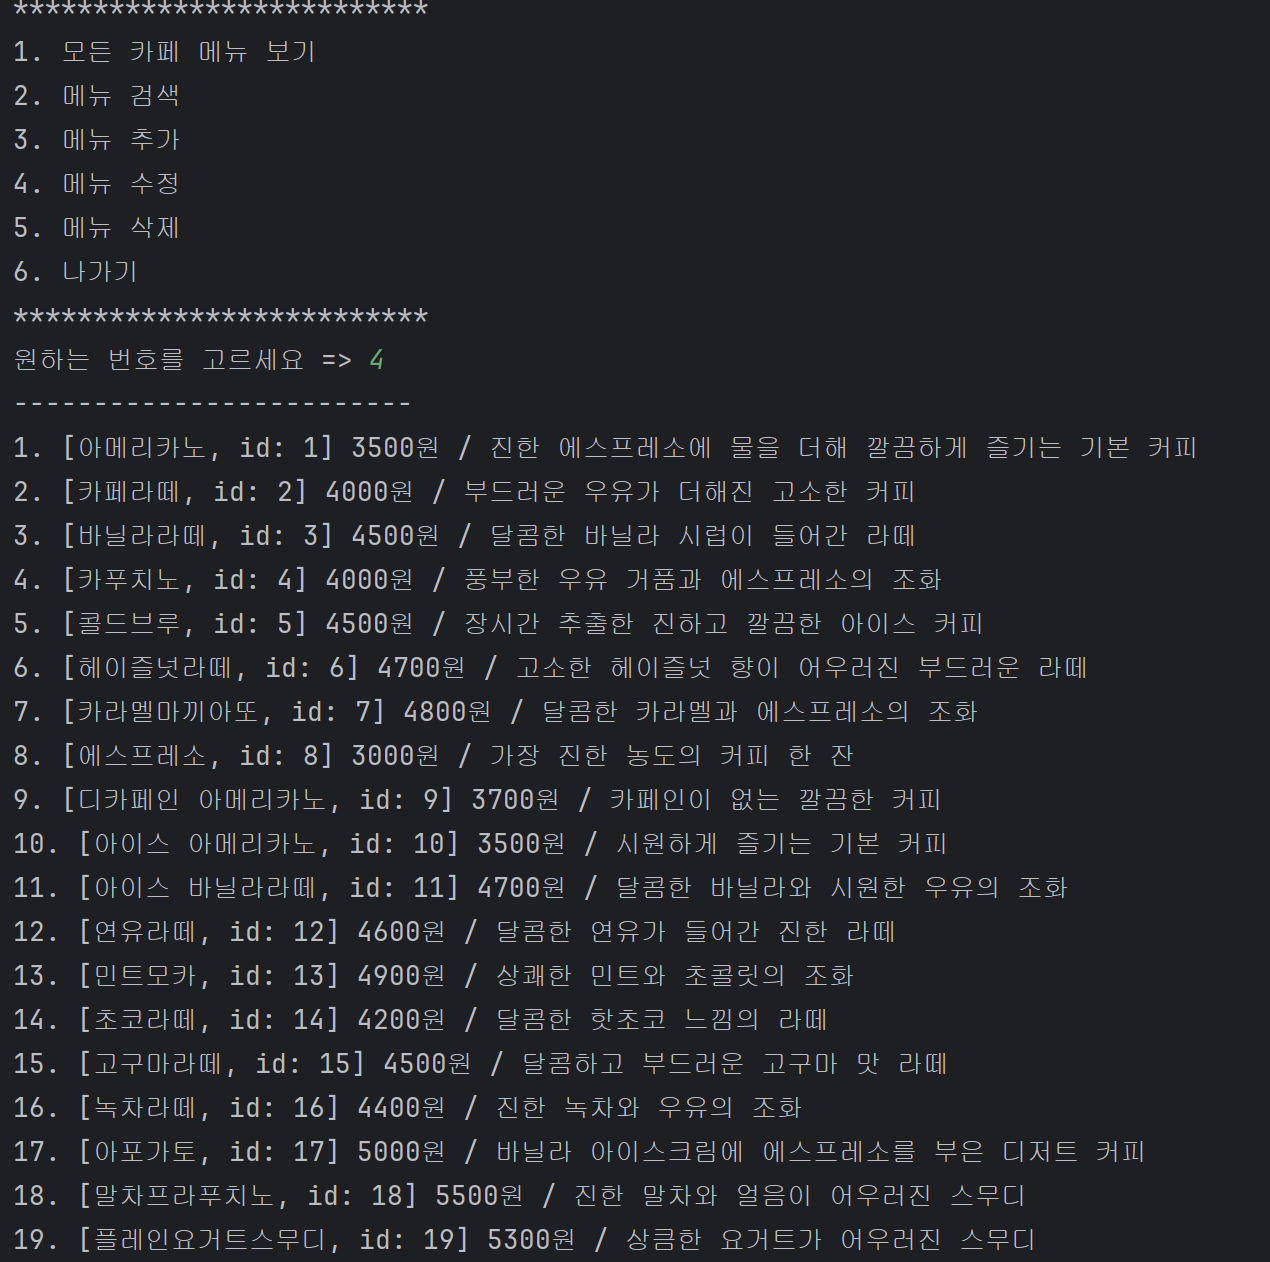 **************************
1. 모든 카페 메뉴 보기
2. 메뉴 검색
3. 메뉴 추가
4. 메뉴 수정
5. 메뉴 삭제
6. 나가기
**************************
원하는 번호를 고르세요 => 4
-------------------------
1. [아메리카노, id: 1] 3500원 / 진한 에스프레소에 물을 더해 깔끔하게 즐기는 기본 커피
2. [카페라떼, id: 2] 4000원 / 부드러운 우유가 더해진 고소한 커피
3. [바닐라라떼, id: 3] 4500원 / 달콤한 바닐라 시럽이 들어간 라떼
4. [카푸치노, id: 4] 4000원 / 풍부한 우유 거품과 에스프레소의 조화
5. [콜드브루, id: 5] 4500원 / 장시간 추출한 진하고 깔끔한 아이스 커피
6. [헤이즐넛라떼, id: 6] 4700원 / 고소한 헤이즐넛 향이 어우러진 부드러운 라떼
7. [카라멜마끼아또, id: 7] 4800원 / 달콤한 카라멜과 에스프레소의 조화
8. [에스프레소, id: 8] 3000원 / 가장 진한 농도의 커피 한 잔
9. [디카페인 아메리카노, id: 9] 3700원 / 카페인이 없는 깔끔한 커피
10. [아이스 아메리카노, id: 10] 3500원 / 시원하게 즐기는 기본 커피
11. [아이스 바닐라라떼, id: 11] 4700원 / 달콤한 바닐라와 시원한 우유의 조화
12. [연유라떼, id: 12] 4600원 / 달콤한 연유가 들어간 진한 라떼
13. [민트모카, id: 13] 4900원 / 상쾌한 민트와 초콜릿의 조화
14. [초코라떼, id: 14] 4200원 / 달콤한 핫초코 느낌의 라떼
15. [고구마라떼, id: 15] 4500원 / 달콤하고 부드러운 고구마 맛 라떼
16. [녹차라떼, id: 16] 4400원 / 진한 녹차와 우유의 조화
17. [아포가토, id: 17] 5000원 / 바닐라 아이스크림에 에스프레소를 부은 디저트 커피
18. [말차프라푸치노, id: 18] 5500원 / 진한 말차와 얼음이 어우러진 스무디
19. [플레인요거트스무디, id: 19] 5300원 / 상큼한 요거트가 어우러진 스무디